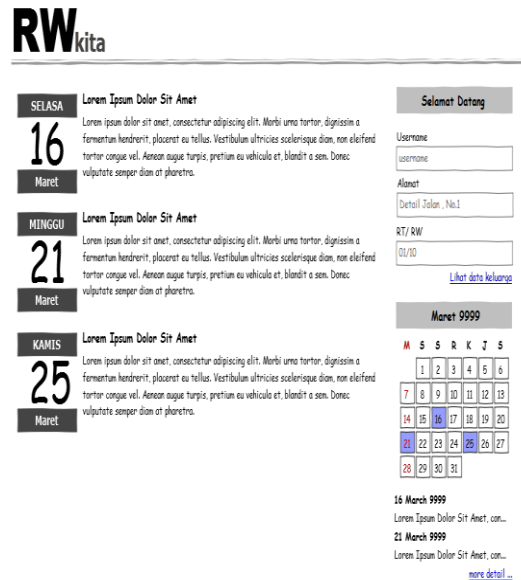 RWkita
SELASA
16
Maret
Lorem Ipsum Dolor Sit Amet
Lorem ipsum dolor sit amet, consectetur adipiscing elit. Morbi urna tortor, dignissim a
fermentum hendrerit, placerat eu tellus. Vestibulum ultricies scelerisque diam, non eleifend
tortor congue vel. Aenean augue turpis, pretium eu vehicula et, blandit a sem. Donec
vulputate semper diam at pharetra.
MINGGU
21
Maret
Lorem Ipsum Dolor Sit Amet
Lorem ipsum dolor sit amet, consectetur adipiscing elit. Morbi urna tortor, dignissim a
fermentum hendrerit, placerat eu tellus. Vestibulum ultricies scelerisque diam, non eleifend
tortor congue vel. Aenean augue turpis, pretium eu vehicula et, blandit a sem. Donec
vulputate semper diam at pharetra.
KAMIS
25
Maret
Lorem Ipsum Dolor Sit Amet
Lorem ipsum dolor sit amet, consectetur adipiscing elit. Morbi urna tortor, dignissim a
fermentum hendrerit, placerat eu tellus. Vestibulum ultricies scelerisque diam, non eleifend
tortor congue vel. Aenean augue turpis, pretium eu vehicula et, blandit a sem. Donec
vulputate semper diam at pharetra.
Selamat Datang
Username
username
Alamat
Detail Jalan , No.1
RT/ RW
01/10
Lihat data keluarga
Maret 9999
M S S R K J S
1 2 3 4 5 6
7 8 9 10 11 12 13
14 15 16 17 18 19 20
21 22 23 24 25 26 27
28 29 30 31
16 March 9999
Lorem Ipsum Dolor Sit Amet, con...
21 March 9999
Lorem Ipsum Dolor Sit Amet, con...
more detail ...